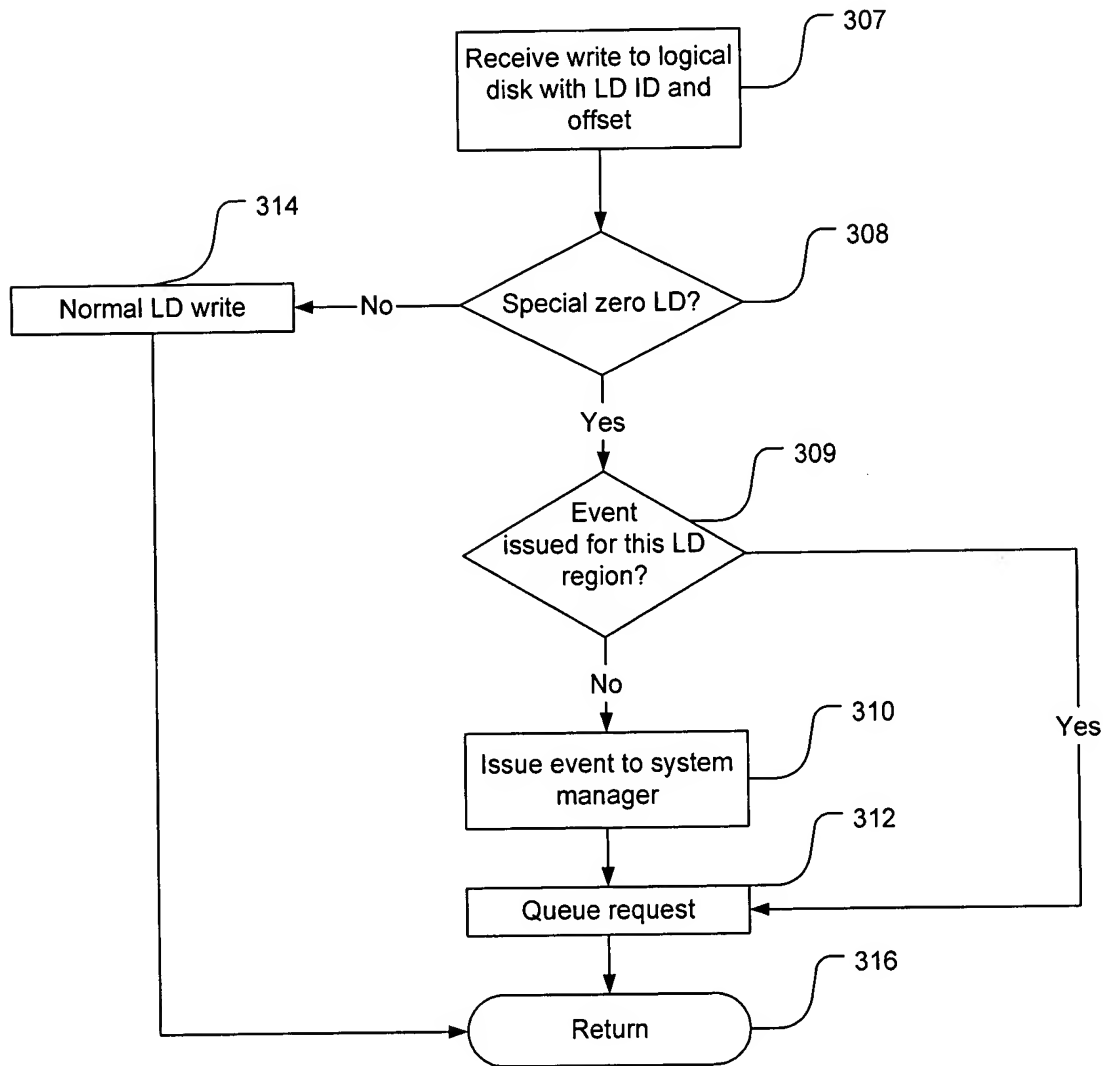 307
Receive write to logical
disk with LD ID and
offset
314
308
Normal LD write
No
Special zero LD?
Yes
309
Event
issued for this LD
region?
No
310
Yes
Issue event to system
manager
312
Queue request
316
Return